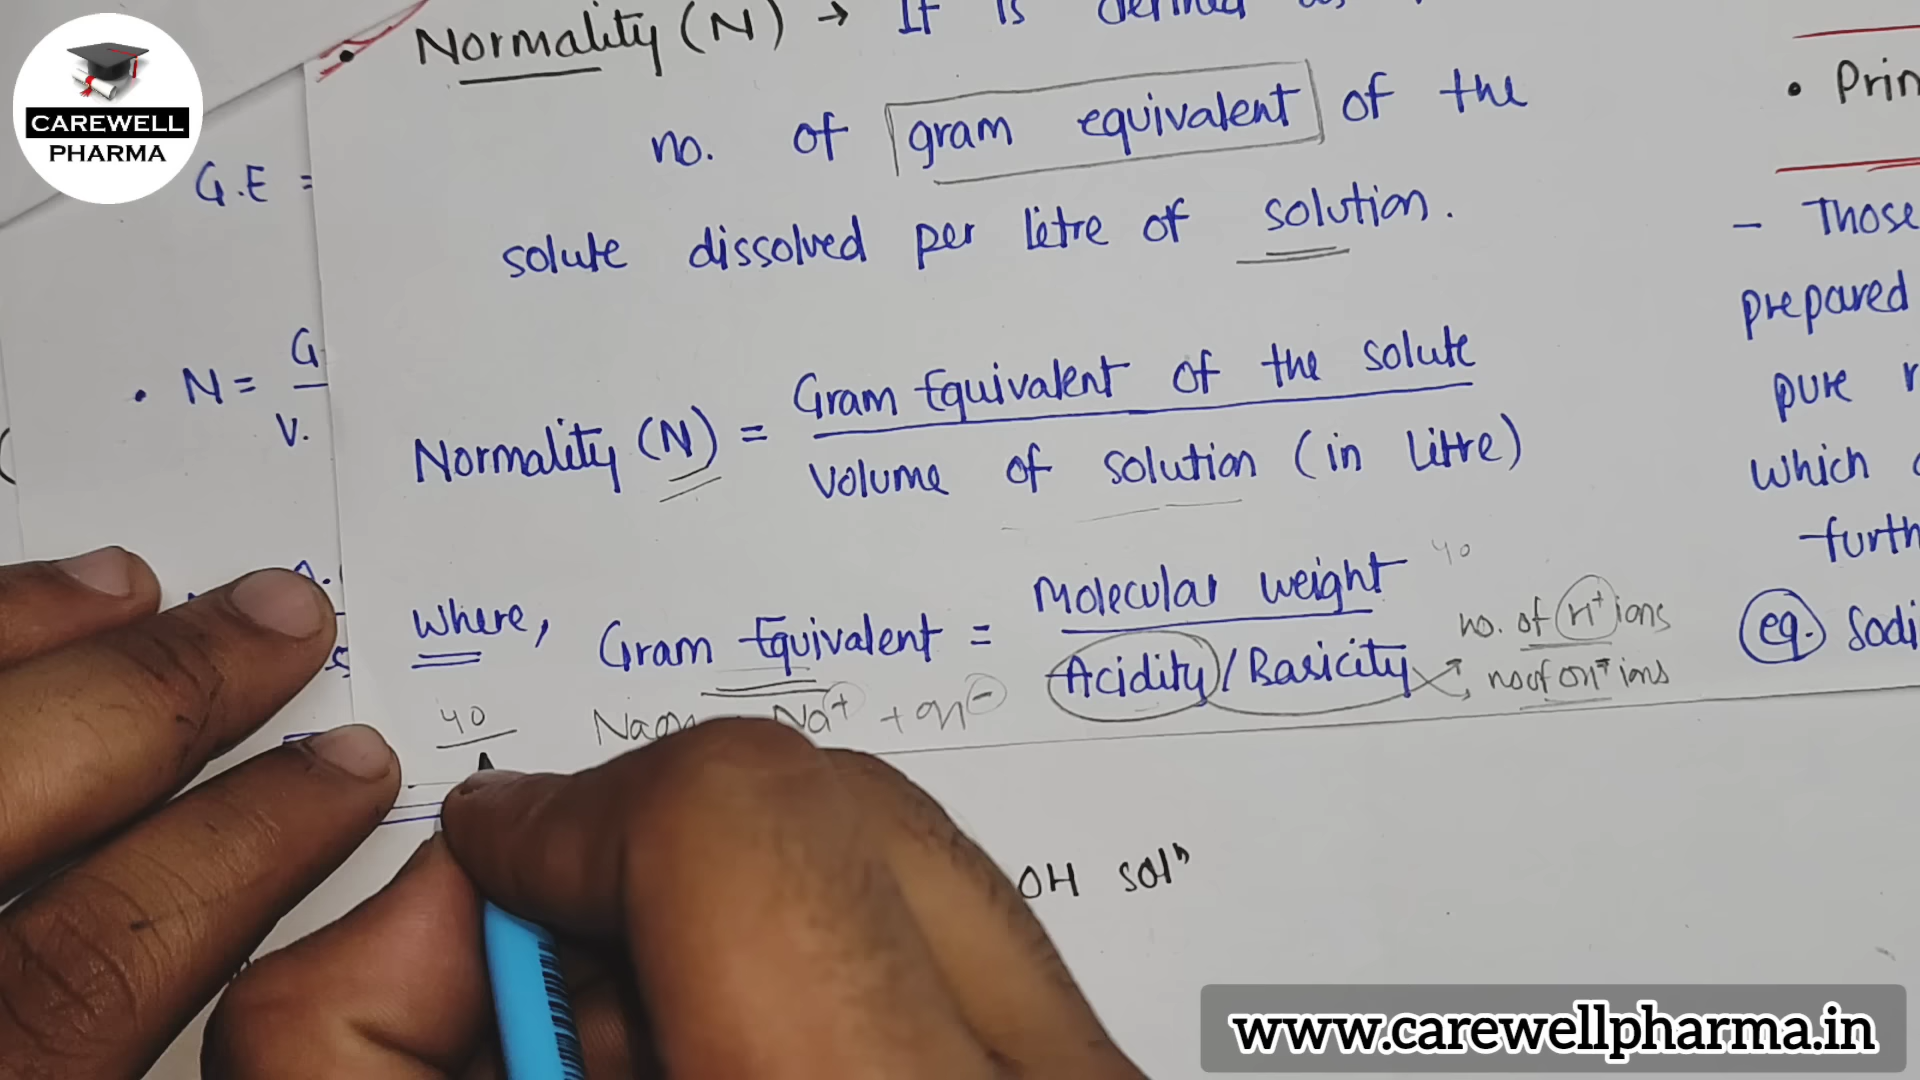 CAREWELL
PHARMA
Normality (N) → It is defined as
no. of gram equivalent of the
solute dissolved per litre of solution.
Normality (N) = Gram Equivalent of the solute
Volume of solution (in litre)
Where, Gram Equivalent = Molecular weight 40
Acidity / Basicity
no. of H+ ions
no of OH- ions
40
Na+ + OH-
OH solⁿ
G.E =
• N = G
V.
• Prin
- Those
prepared
pure r
which
furth
eg. Sodi
www.carewellpharma.in